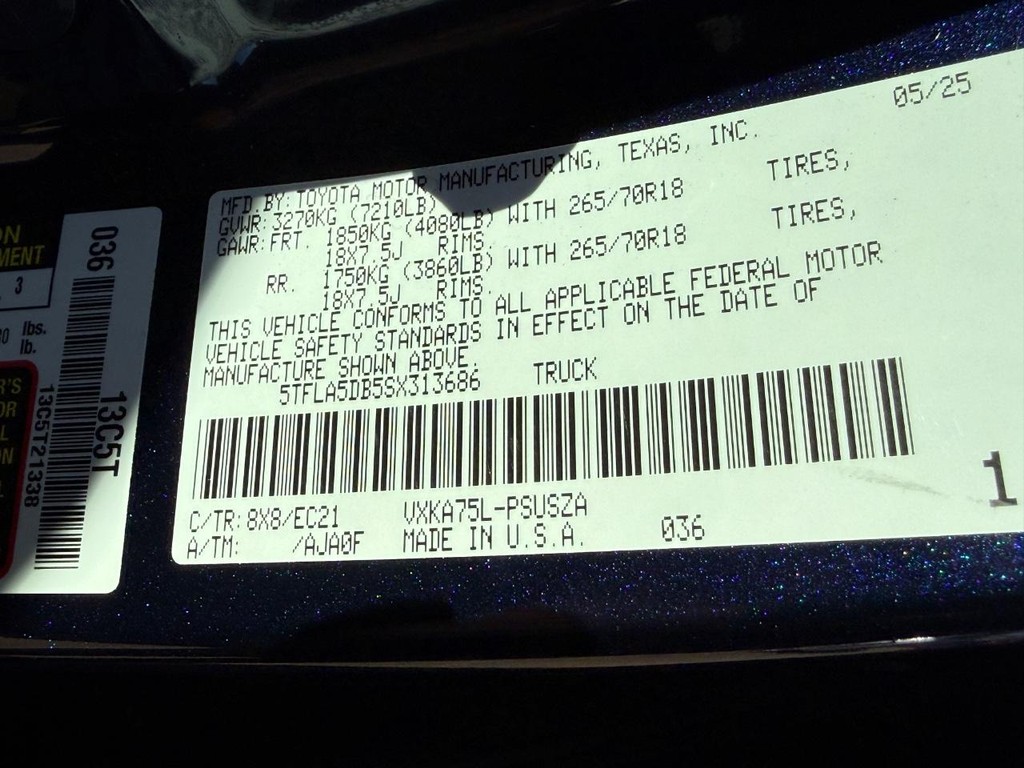 05/25
MFD.BY:TOYOTA MOTOR MANUFACTURING, TEXAS, INC.
GVWR: 3270KG (7210LB)
GAWR:FRT. 1850KG (4080LB) WITH 265/70R18 TIRES,
18X7.5J RIMS.
RR. 1750KG (3860LB) WITH 265/70R18 TIRES,
18X7.5J RIMS.
THIS VEHICLE CONFORMS TO ALL APPLICABLE FEDERAL MOTOR
VEHICLE SAFETY STANDARDS IN EFFECT ON THE DATE OF
MANUFACTURE SHOWN ABOVE.
5TFLA5DB5SX313686 TRUCK
C/TR:8X8/EC21 VXKA75L-PSUSZA
A/TM: /AJA0F MADE IN U.S.A. 036
1
036
13C5T
13C5T21338
3
lbs.
lb.